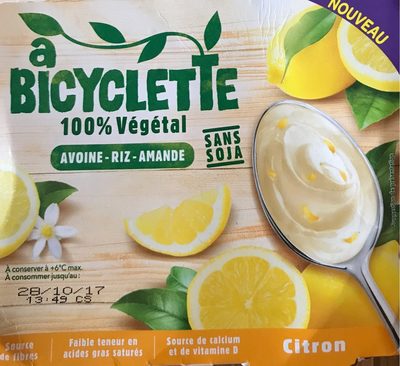 NOUVEAU
à
BICYCLETTE
100% Végétal
AVOINE-RIZ-AMANDE
SANS
SOJA
À conserver à +6°C max.
À consommer jusqu'au :
28/10/17
13:49 CS
Source
de fibres
Faible teneur en
acides gras saturés
Source de calcium
et de vitamine D
Citron